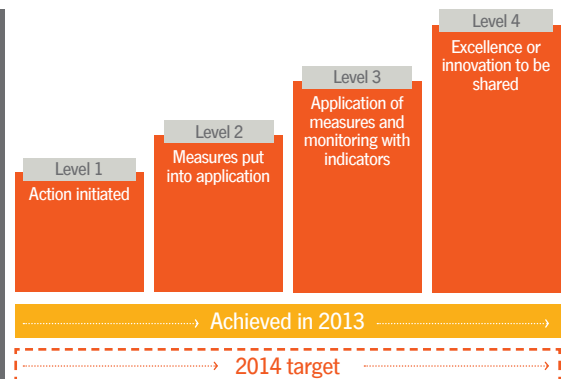 Level 1
Action initiated
Level 2
Measures put
into application
Level 3
Application of
measures and
monitoring with
indicators
Level 4
Excellence or
innovation to be
shared
Achieved in 2013
2014 target